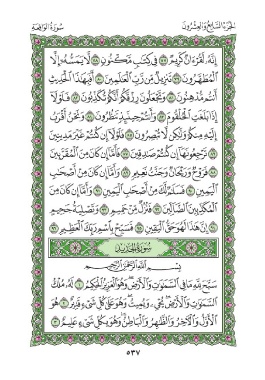 سورة الواقعة
الجزء السابع والعشرون
إِنَّهُۥ لَقُرْءَانٌ كَرِيمٌ ٧٧ فِى كِتَٰبٍ مَّكْنُونٍ ٧٨ لَّا يَمَسُّهُۥٓ إِلَّا
ٱلْمُطَهَّرُونَ ٧٩ تَنزِيلٌ مِّن رَّبِّ ٱلْعَٰلَمِينَ ٨٠ أَفَبِهَٰذَا ٱلْحَدِيثِ
أَنتُم مُّدْهِنُونَ ٨١ وَتَجْعَلُونَ رِزْقَكُمْ أَنَّكُمْ تُكَذِّبُونَ ٨٢ فَلَوْلَآ
إِذَا بَلَغَتِ ٱلْحُلْقُومَ ٨٣ وَأَنتُمْ حِينَئِذٍ تَنظُرُونَ ٨٤ وَنَحْنُ أَقْرَبُ
إِلَيْهِ مِنكُمْ وَلَٰكِن لَّا تُبْصِرُونَ ٨٥ فَلَوْلَآ إِن كُنتُمْ غَيْرَ مَدِينِينَ
٨٦ تَرْجِعُونَهَآ إِن كُنتُمْ صَٰدِقِينَ ٨٧ فَأَمَّآ إِن كَانَ مِنَ ٱلْمُقَرَّبِينَ
٨٨ فَرَوْحٌ وَرَيْحَانٌ وَجَنَّتُ نَعِيمٍ ٨٩ وَأَمَّآ إِن كَانَ مِنْ أَصْحَٰبِ
ٱلْيَمِينِ ٩٠ فَسَلَٰمٌ لَّكَ مِنْ أَصْحَٰبِ ٱلْيَمِينِ ٩١ وَأَمَّآ إِن كَانَ مِنَ
ٱلْمُكَذِّبِينَ ٱلضَّآلِّينَ ٩٢ فَنُزُلٌ مِّنْ حَمِيمٍ ٩٣ وَتَصْلِيَةُ جَحِيمٍ
٩٤ إِنَّ هَٰذَا لَهُوَ حَقُّ ٱلْيَقِينِ ٩٥ فَسَبِّحْ بِٱسْمِ رَبِّكَ ٱلْعَظِيمِ ٩٦
سورة الحديد
بِسْمِ ٱللَّهِ ٱلرَّحْمَٰنِ ٱلرَّحِيمِ
سَبَّحَ لِلَّهِ مَا فِى ٱلسَّمَٰوَٰتِ وَٱلْأَرْضِ وَهُوَ ٱلْعَزِيزُ ٱلْحَكِيمُ ١ لَهُۥ مُلْكُ
ٱلسَّمَٰوَٰتِ وَٱلْأَرْضِ يُحْىِۦ وَيُمِيتُ وَهُوَ عَلَىٰ كُلِّ شَىْءٍ قَدِيرٌ ٢ هُوَ
ٱلْأَوَّلُ وَٱلْءَاخِرُ وَٱلظَّٰهِرُ وَٱلْبَاطِنُ وَهُوَ بِكُلِّ شَىْءٍ عَلِيمٌ ٣
٥٣٧